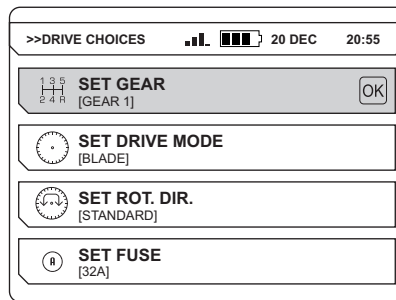 >>DRIVE CHOICES 20 DEC 20:55
1 3 5
2 4 R
SET GEAR
[GEAR 1]
OK
SET DRIVE MODE
[BLADE]
SET ROT. DIR.
[STANDARD]
A
SET FUSE
[32A]